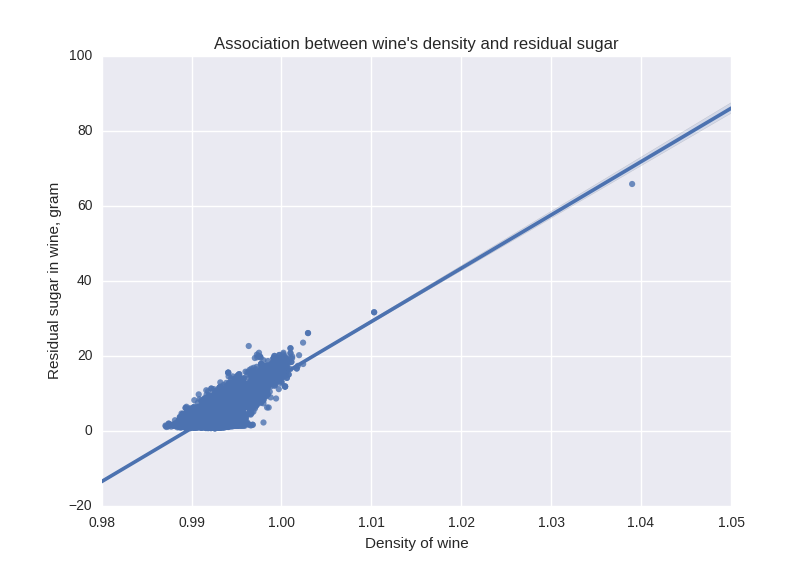 Association between wine's density and residual sugar
100
80
60
40
20
0
−20
Residual sugar in wine, gram
0.98 0.99 1.00 1.01 1.02 1.03 1.04 1.05
Density of wine